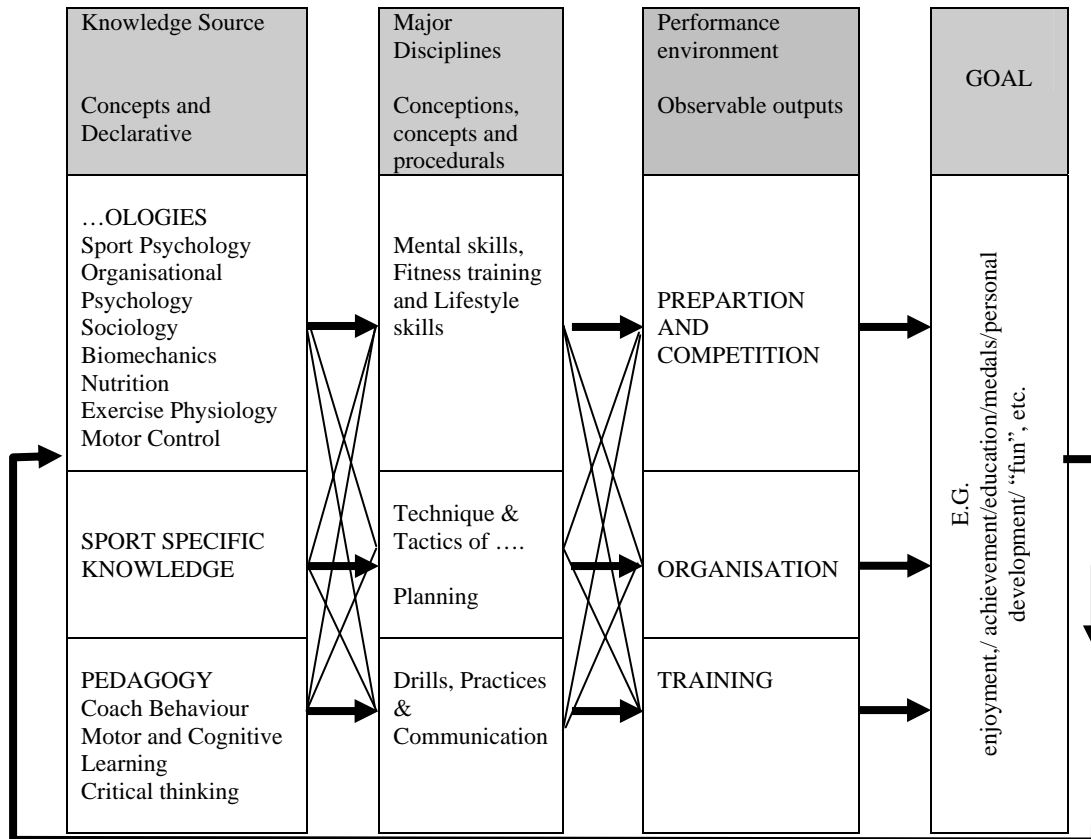 Knowledge Source
Concepts and
Declarative
Major
Disciplines
Conceptions,
concepts and
procedurals
Performance
environment
Observable outputs
GOAL
…OLOGIES
Sport Psychology
Organisational
Psychology
Sociology
Biomechanics
Nutrition
Exercise Physiology
Motor Control
Mental skills,
Fitness training
and Lifestyle
skills
PREPARTION
AND
COMPETITION
E.G.
enjoyment,/ achievement/education/medals/personal
development/ “fun”, etc.
SPORT SPECIFIC
KNOWLEDGE
Technique &
Tactics of ….
Planning
ORGANISATION
PEDAGOGY
Coach Behaviour
Motor and Cognitive
Learning
Critical thinking
Drills, Practices
&
Communication
TRAINING